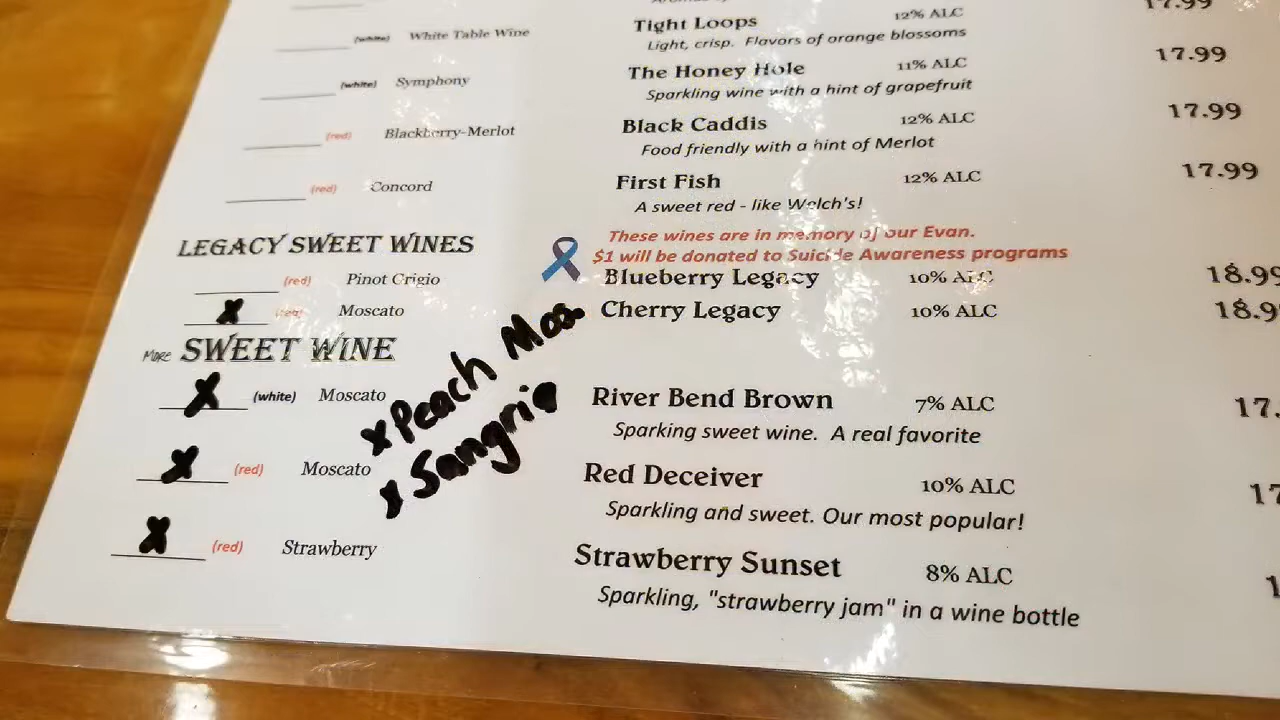 12% ALC 17.99
(white) White Table Wine Tight Loops
Light, crisp. Flavors of orange blossoms
(white) Symphony The Honey Hole 11% ALC 17.99
Sparkling wine with a hint of grapefruit
(red) Blackberry-Merlot Black Caddis 12% ALC 17.99
Food friendly with a hint of Merlot
(red) Concord First Fish 12% ALC 17.99
A sweet red - like Welch's!
LEGACY SWEET WINES These wines are in memory of our Evan.
$1 will be donated to Suicide Awareness programs
(red) Pinot Grigio Blueberry Legacy 10% ALC 18.99
X (red) Moscato Cherry Legacy 10% ALC 18.9
MORE SWEET WINE
X (white) Moscato River Bend Brown 7% ALC 17.
Sparking sweet wine. A real favorite
x Peach Mos
x Sangria
X (red) Moscato Red Deceiver 10% ALC 17
Sparkling and sweet. Our most popular!
X (red) Strawberry Strawberry Sunset 8% ALC 1
Sparkling, "strawberry jam" in a wine bottle